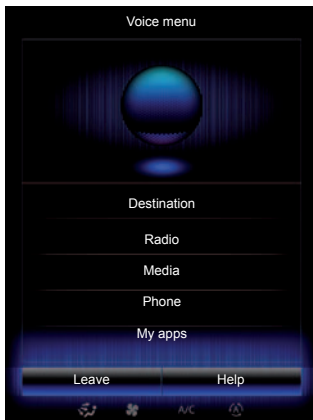 Voice menu
Destination
Radio
Media
Phone
My apps
Leave Help
A/C